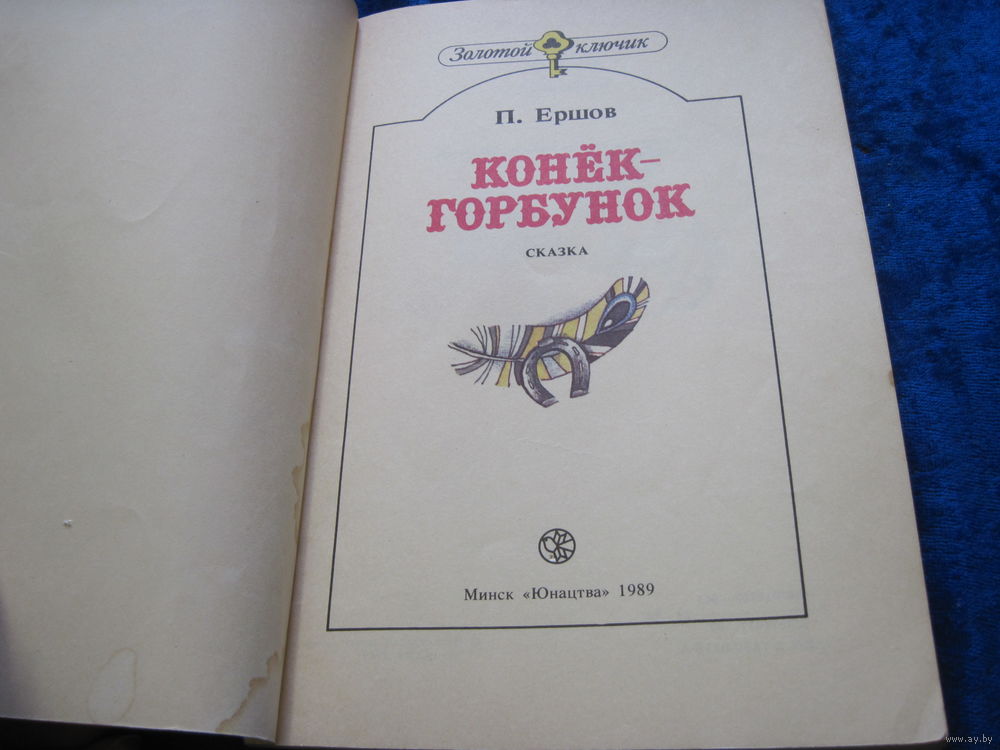 Золотой ключик
П. Ершов
КОНЁК-
ГОРБУНОК
СКАЗКА
Минск «Юнацтва» 1989
www.ay.by